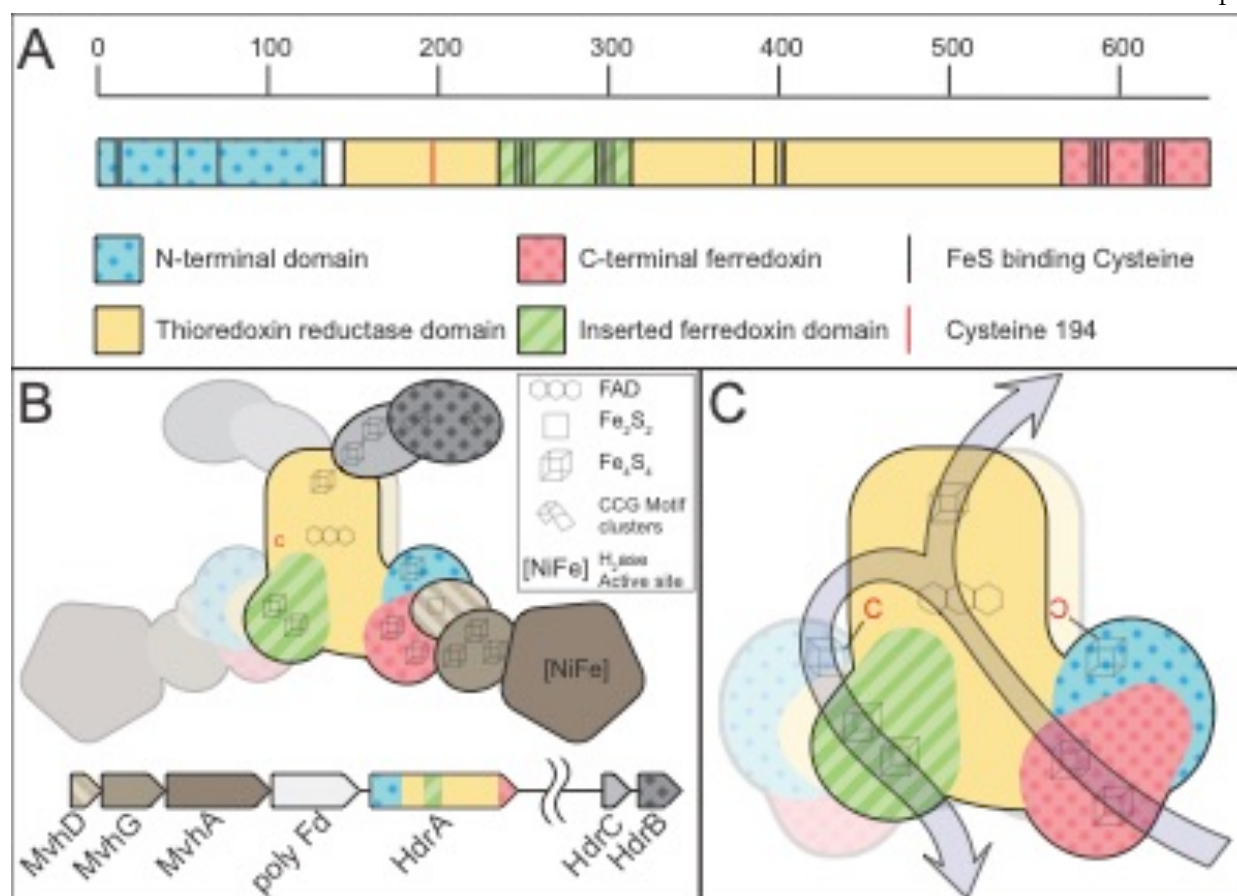 A
0 100 200 300 400 500 600
N-terminal domain C-terminal ferredoxin FeS binding Cysteine
Thioredoxin reductase domain Inserted ferredoxin domain Cysteine 194
B
FAD
Fe₂S₂
Fe₄S₄
CCG Motif
clusters
[NiFe] H₂ase
Active site
c
[NiFe]
MvhD MvhG MvhA poly Fd HdrA HdrC HdrB
C
C C